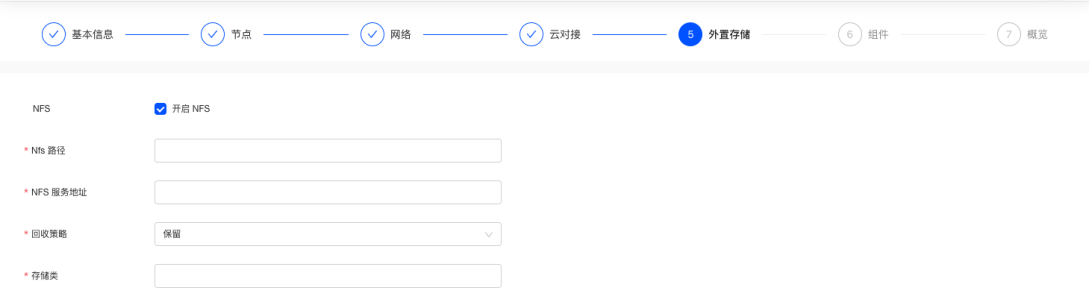 基本信息 节点 网络 云对接 5 外置存储 6 组件 7 概览
NFS 开启 NFS
* Nfs 路径
* NFS 服务地址
* 回收策略 保留
* 存储类